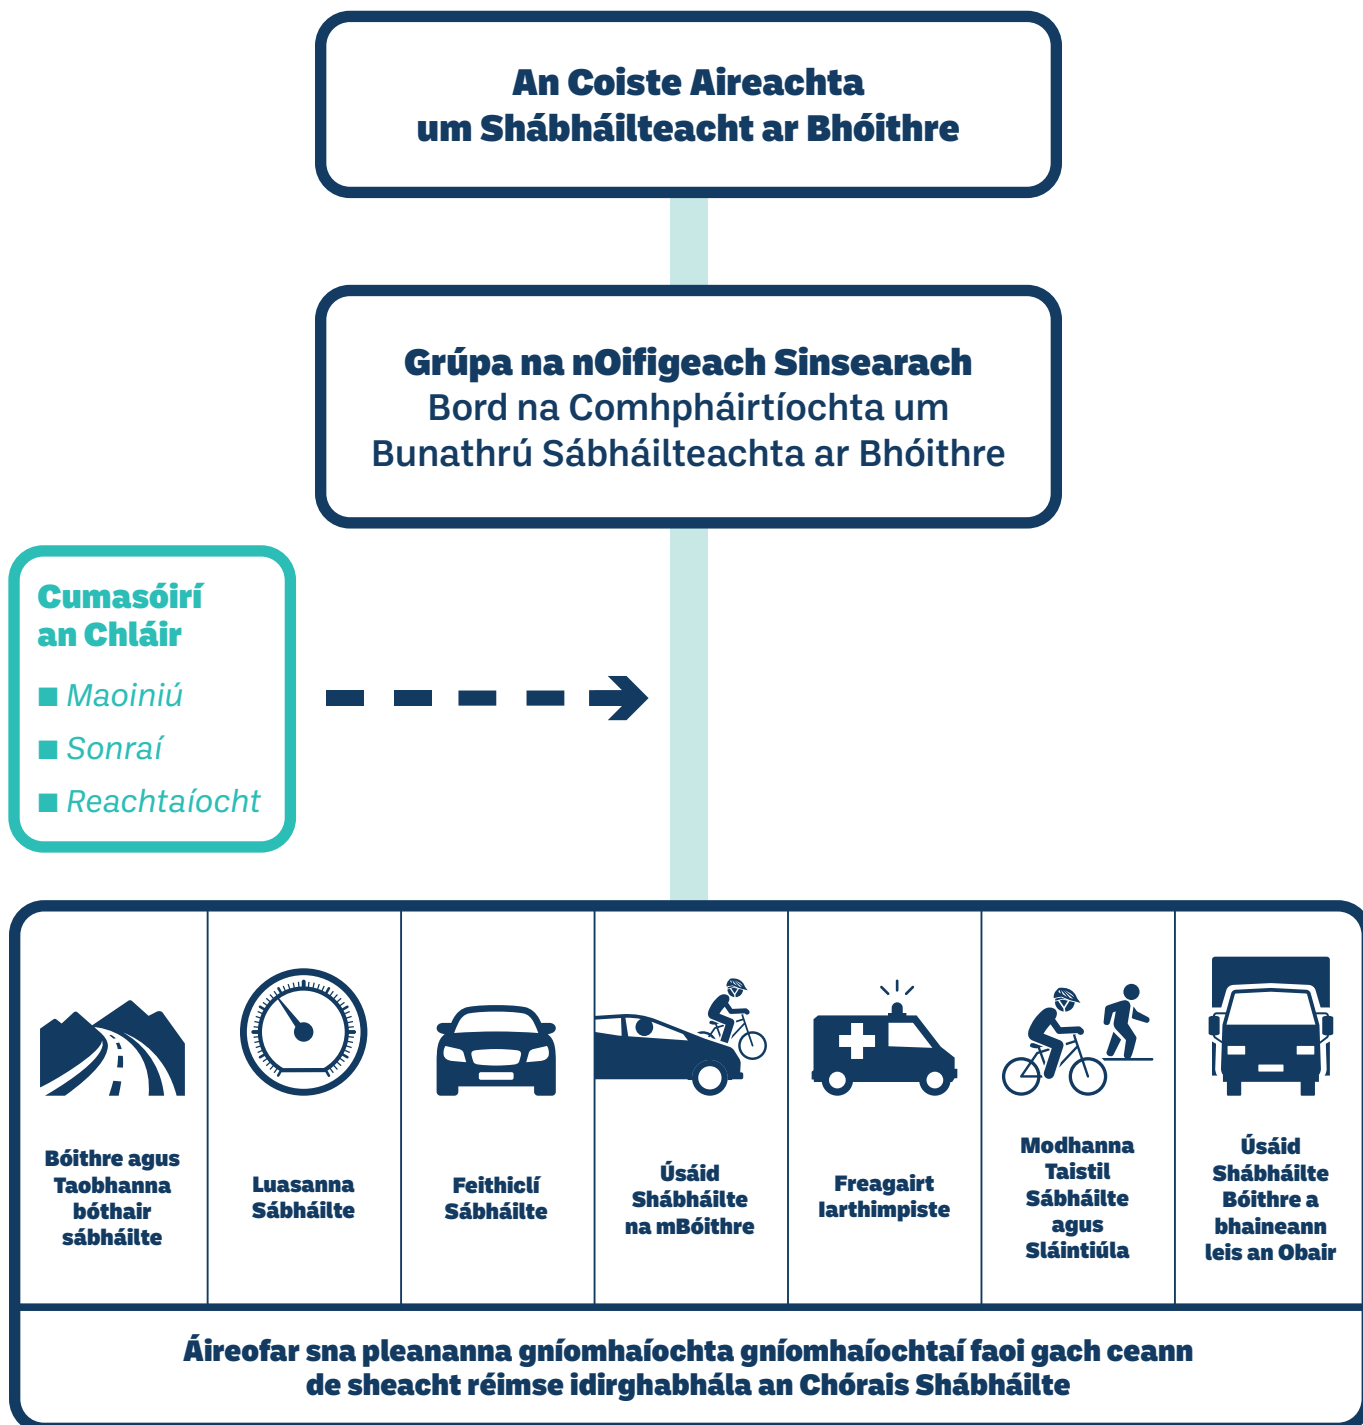 An Coiste Aireachta
um Shábháilteacht ar Bhóithre
Grúpa na nOifigeach Sinsearach
Bord na Comhpháirtíochta um
Bunathrú Sábháilteachta ar Bhóithre
Cumasóirí
an Chláir
■ Maoiniú
■ Sonraí
■ Reachtaíocht
Bóithre agus
Taobhanna
bóthair
sábháilte
Luasanna
Sábháilte
Feithiclí
Sábháilte
Úsáid
Shábháilte
na mBóithre
Freagairt
Iarthimpiste
Modhanna
Taistil
Sábháilte
agus
Sláintiúla
Úsáid
Shábháilte
Bóithre a
bhaineann
leis an Obair
Áireofar sna pleananna gníomhaíochta gníomhaíochtaí faoi gach ceann
de sheacht réimse idirghabhála an Chórais Shábháilte